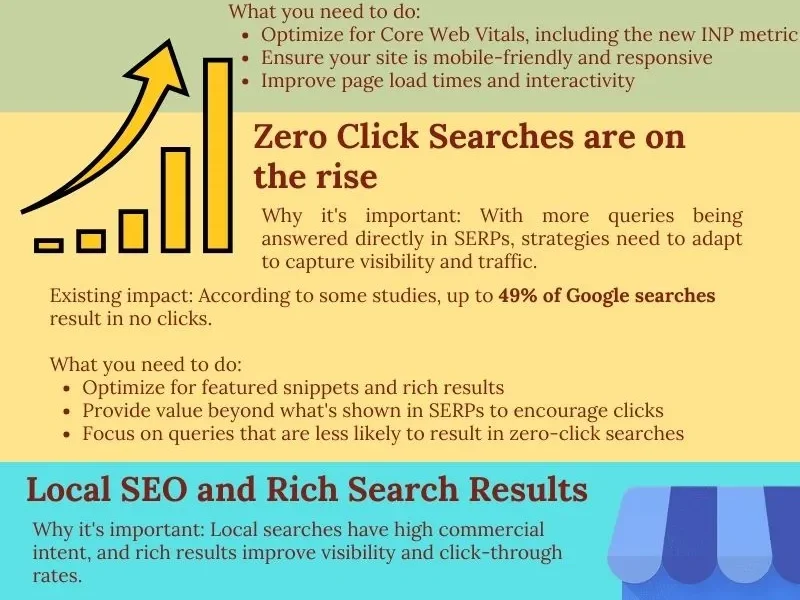 What you need to do:
• Optimize for Core Web Vitals, including the new INP metric
• Ensure your site is mobile-friendly and responsive
• Improve page load times and interactivity
Zero Click Searches are on
the rise
Why it's important: With more queries being
answered directly in SERPs, strategies need to adapt
to capture visibility and traffic.
Existing impact: According to some studies, up to 49% of Google searches
result in no clicks.
What you need to do:
• Optimize for featured snippets and rich results
• Provide value beyond what's shown in SERPs to encourage clicks
• Focus on queries that are less likely to result in zero-click searches
Local SEO and Rich Search Results
Why it's important: Local searches have high commercial
intent, and rich results improve visibility and click-through
rates.